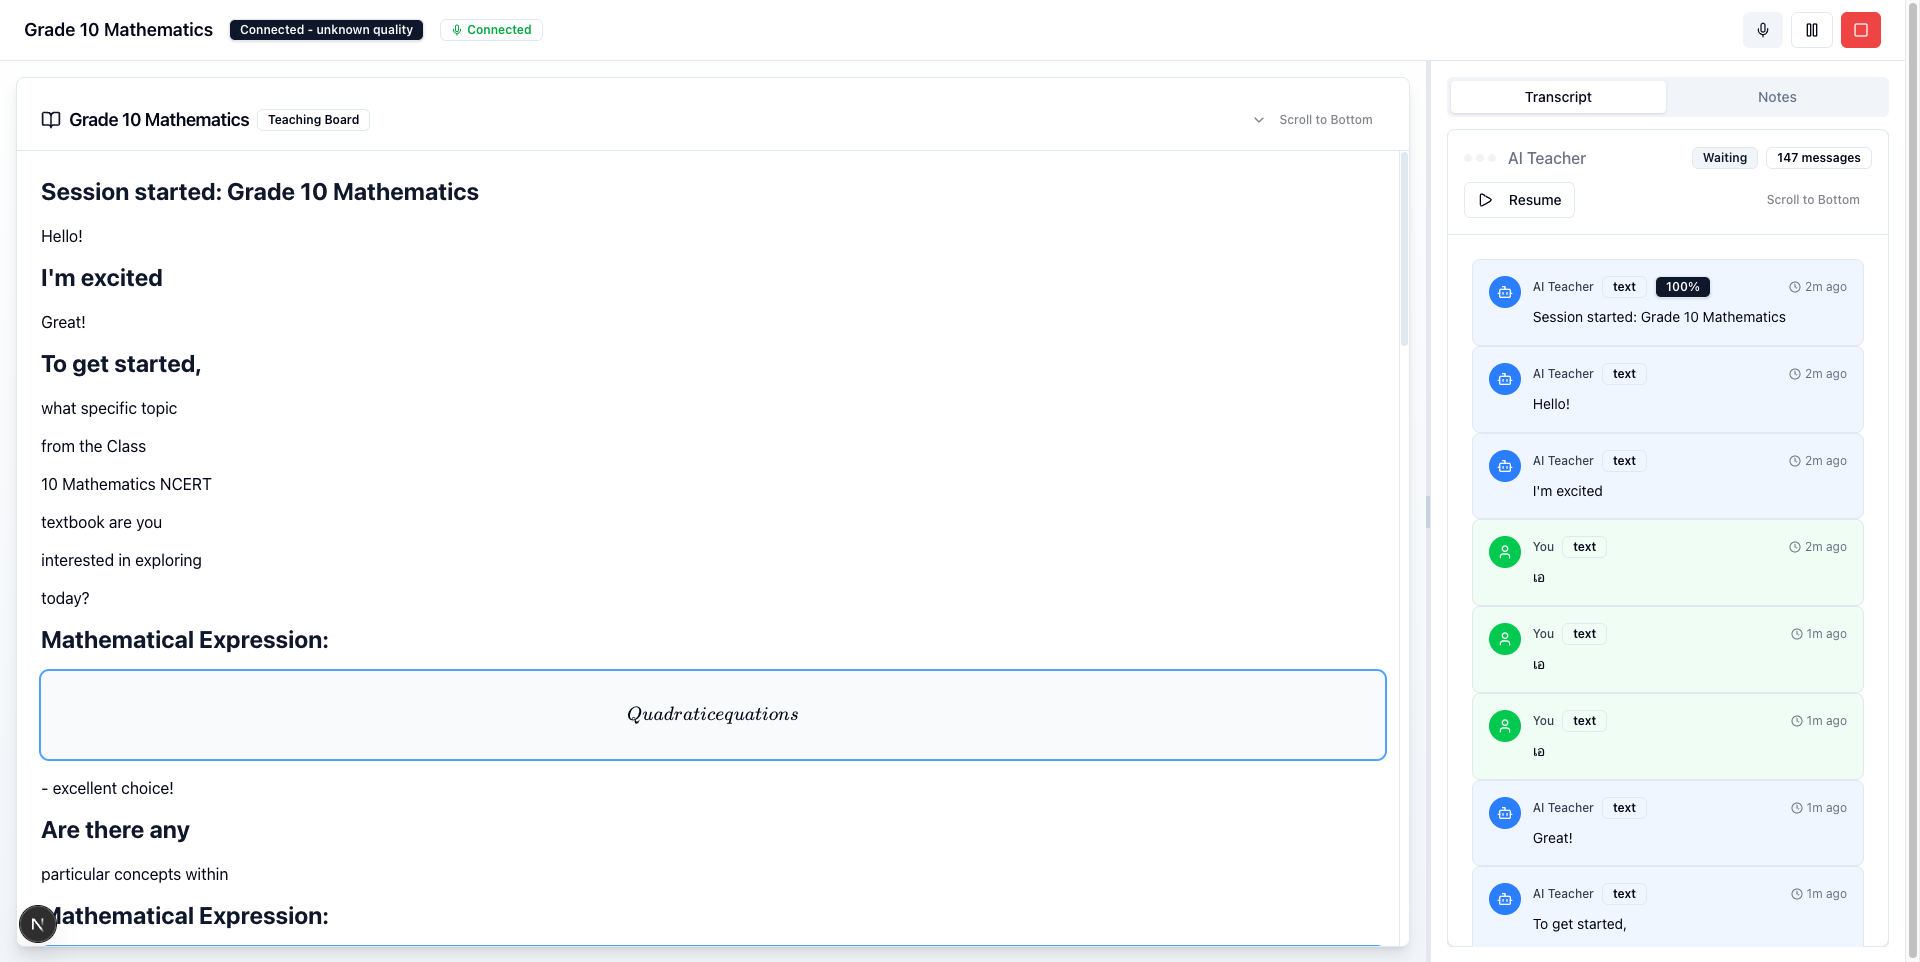 Grade 10 Mathematics
Connected - unknown quality
Connected
Grade 10 Mathematics
Teaching Board
Scroll to Bottom
Session started: Grade 10 Mathematics
Hello!
I'm excited
Great!
To get started,
what specific topic
from the Class
10 Mathematics NCERT
textbook are you
interested in exploring
today?
Mathematical Expression:
Quadraticequations
- excellent choice!
Are there any
particular concepts within
Mathematical Expression:
N
Transcript
Notes
AI Teacher
Waiting
147 messages
Resume
Scroll to Bottom
AI Teacher text 100% 2m ago
Session started: Grade 10 Mathematics
AI Teacher text 2m ago
Hello!
AI Teacher text 2m ago
I'm excited
You text 2m ago
เอ
You text 1m ago
เอ
You text 1m ago
เอ
AI Teacher text 1m ago
Great!
AI Teacher text 1m ago
To get started,